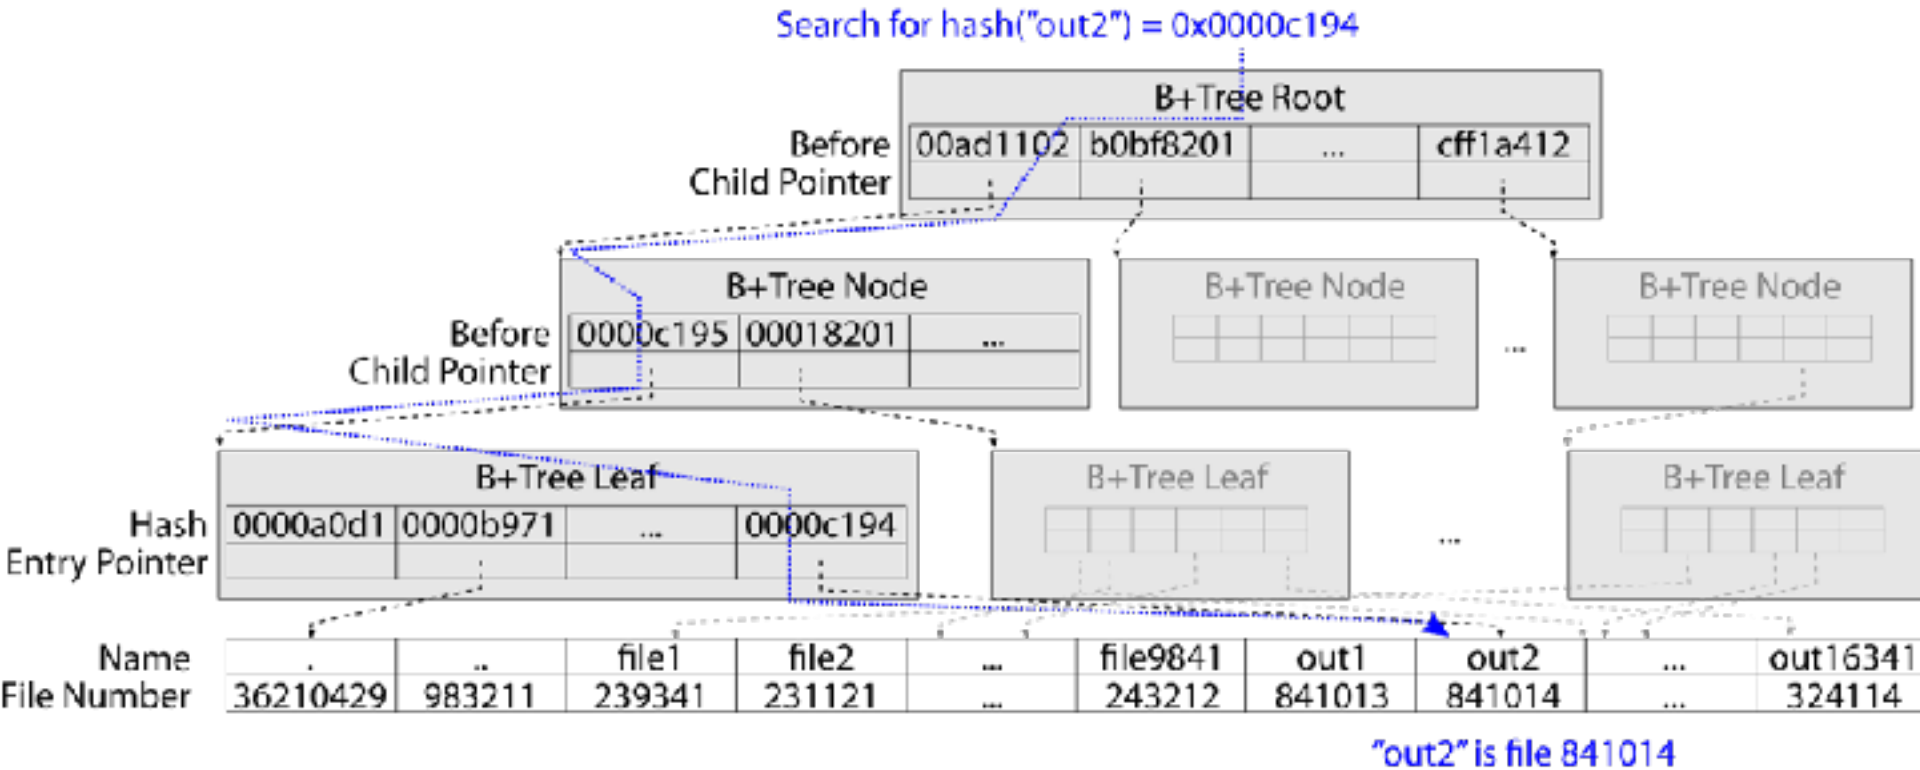 Search for hash("out2") = 0x0000c194
B+Tree Root
Before 00ad1102 b0bf8201 ... cff1a412
Child Pointer
B+Tree Node B+Tree Node B+Tree Node
Before 0000c195 00018201 ...
Child Pointer ...
B+Tree Leaf B+Tree Leaf B+Tree Leaf
Hash 0000a0d1 0000b971 ... 0000c194
Entry Pointer ...
Name . .. file1 file2 ... file9841 out1 out2 ... out16341
File Number 36210429 983211 239341 231121 ... 243212 841013 841014 ... 324114
"out2" is file 841014